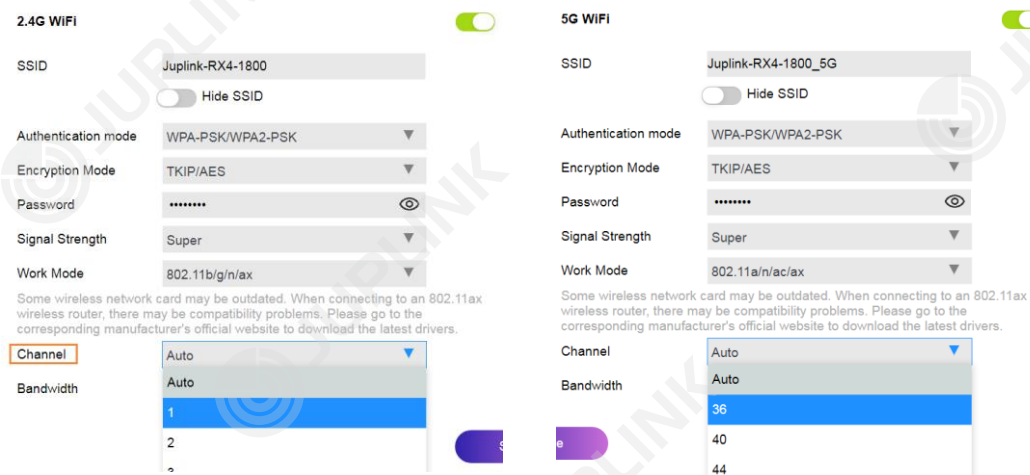 2.4G WiFi
SSID
Juplink-RX4-1800
Hide SSID
Authentication mode
WPA-PSK/WPA2-PSK
Encryption Mode
TKIP/AES
Password
••••••••
Signal Strength
Super
Work Mode
802.11b/g/n/ax
Some wireless network card may be outdated. When connecting to an 802.11ax
wireless router, there may be compatibility problems. Please go to the
corresponding manufacturer's official website to download the latest drivers.
Channel
Auto
Auto
Bandwidth
1
2
5G WiFi
SSID
Juplink-RX4-1800_5G
Hide SSID
Authentication mode
WPA-PSK/WPA2-PSK
Encryption Mode
TKIP/AES
Password
••••••••
Signal Strength
Super
Work Mode
802.11a/n/ac/ax
Some wireless network card may be outdated. When connecting to an 802.11ax
wireless router, there may be compatibility problems. Please go to the
corresponding manufacturer's official website to download the latest drivers.
Channel
Auto
Auto
Bandwidth
36
e
40
44
JUPLINK
JUPLINK
JUPLINK
JUPLINK